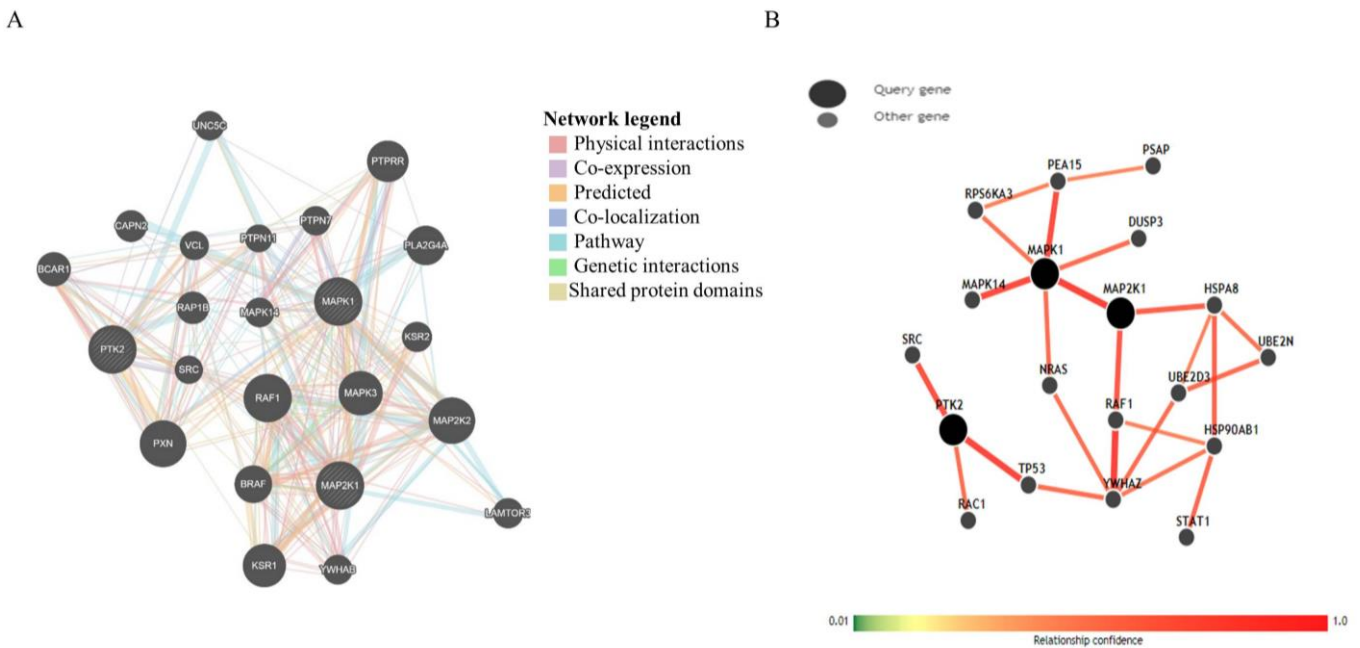 A
B
UNC5C
PTPRR
CAPN2
VCL
PTPN11
PTPN7
PLA2G4A
BCAR1
RAP1B
MAPK14
MAPK1
KSR2
PTK2
SRC
RAF1
MAPK3
MAP2K2
PXN
BRAF
MAP2K1
LAMTOR3
KSR1
YWHAB
Network legend
Physical interactions
Co-expression
Predicted
Co-localization
Pathway
Genetic interactions
Shared protein domains
Query gene
Other gene
PSAP
PEA15
RPS6KA3
DUSP3
MAPK1
MAPK14
MAP2K1
HSPA8
SRC
UBE2N
NRAS
UBE2D3
PTK2
RAF1
HSP90AB1
TP53
YWHAZ
RAC1
STAT1
0.01
1.0
Relationship confidence